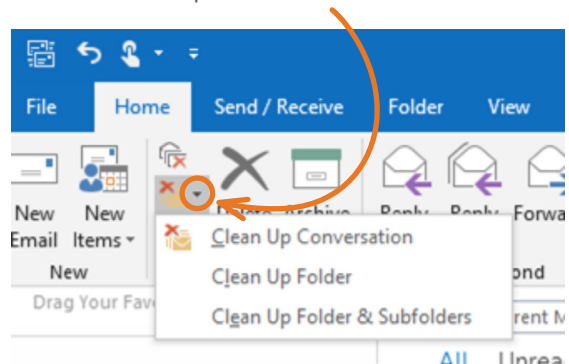 File Home Send / Receive Folder View
New New Delete Archive Reply Reply Forwa
Email Items
Clean Up Conversation
New ond
Clean Up Folder
Drag Your Fav
Clean Up Folder & Subfolders rent M
All Unrea